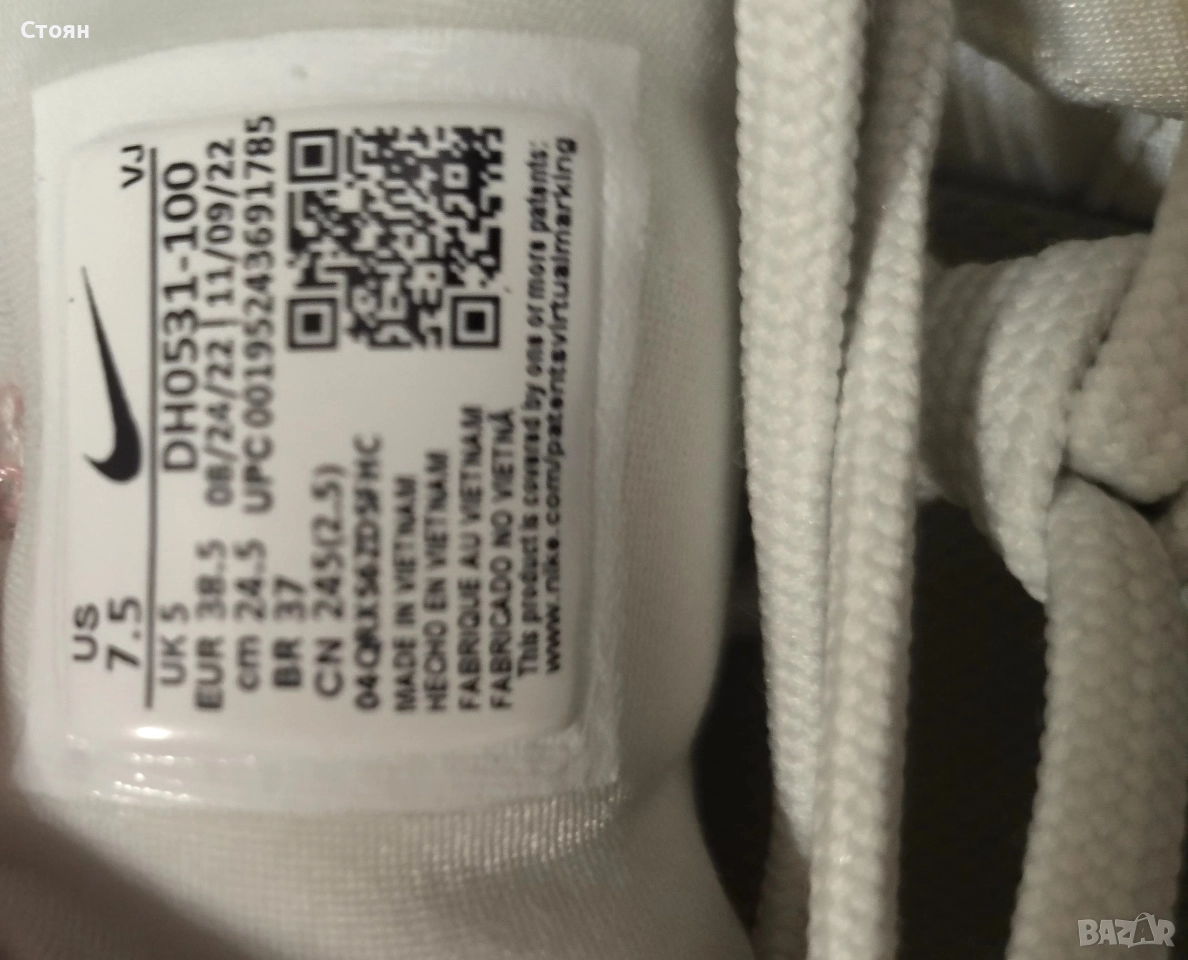 Стоян
US
7.5
VJ
UK 5
DH0531-100
EUR 38.5
08/24/22 | 11/09/22
cm 24.5
UPC 00195243691785
BR 37
CN 245(2.5)
MADE IN VIETNAM
HECHO EN VIETNAM
FABRIQUE AU VIETNAM
FABRICADO NO VIETNÃ
This product is covered by one or more patents:
www.nike.com/patentsvirtualmarking
BAZAR